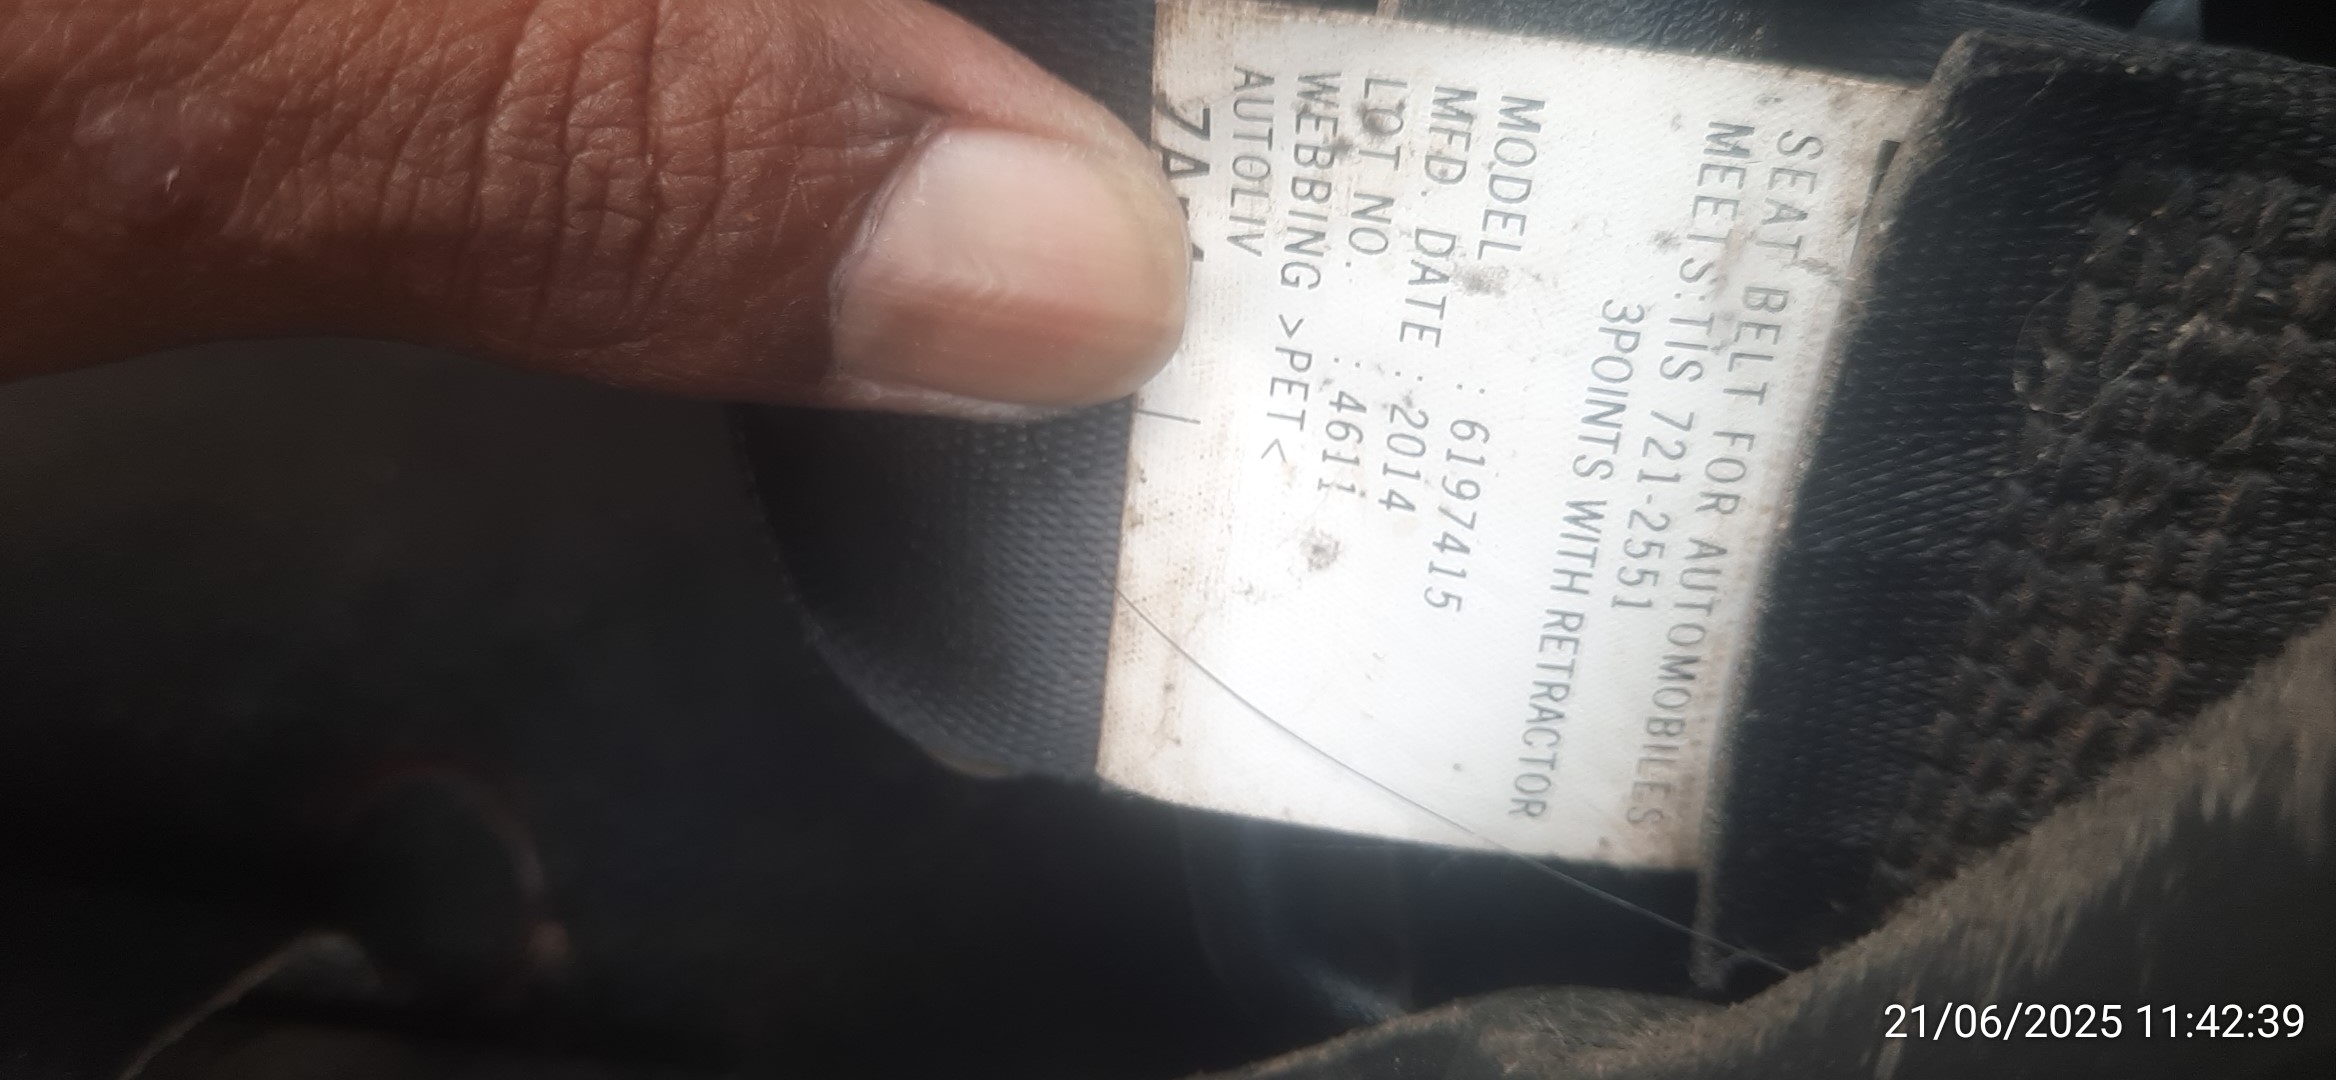 SEAT BELT FOR AUTOMOBILES
MEETS:TIS 721-2551
3POINTS WITH RETRACTOR
MODEL : 6197415
MFD. DATE : 2014
LOT NO. : 4611
WEBBING >PET<
AUTOLIV
21/06/2025 11:42:39